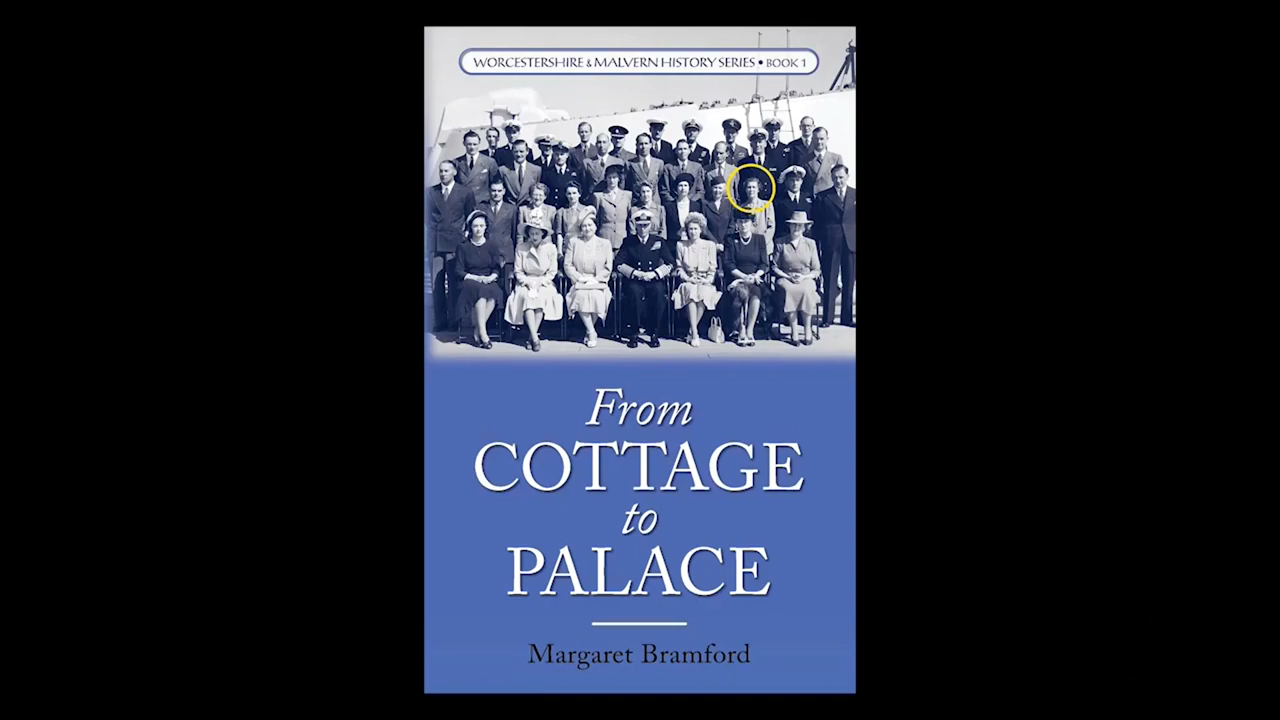 WORCESTERSHIRE & MALVERN HISTORY SERIES • BOOK 1
From
COTTAGE
to
PALACE
Margaret Bramford